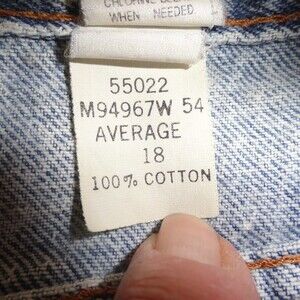 WHEN NEEDED
55022
M94967W 54
AVERAGE
18
100% COTTON